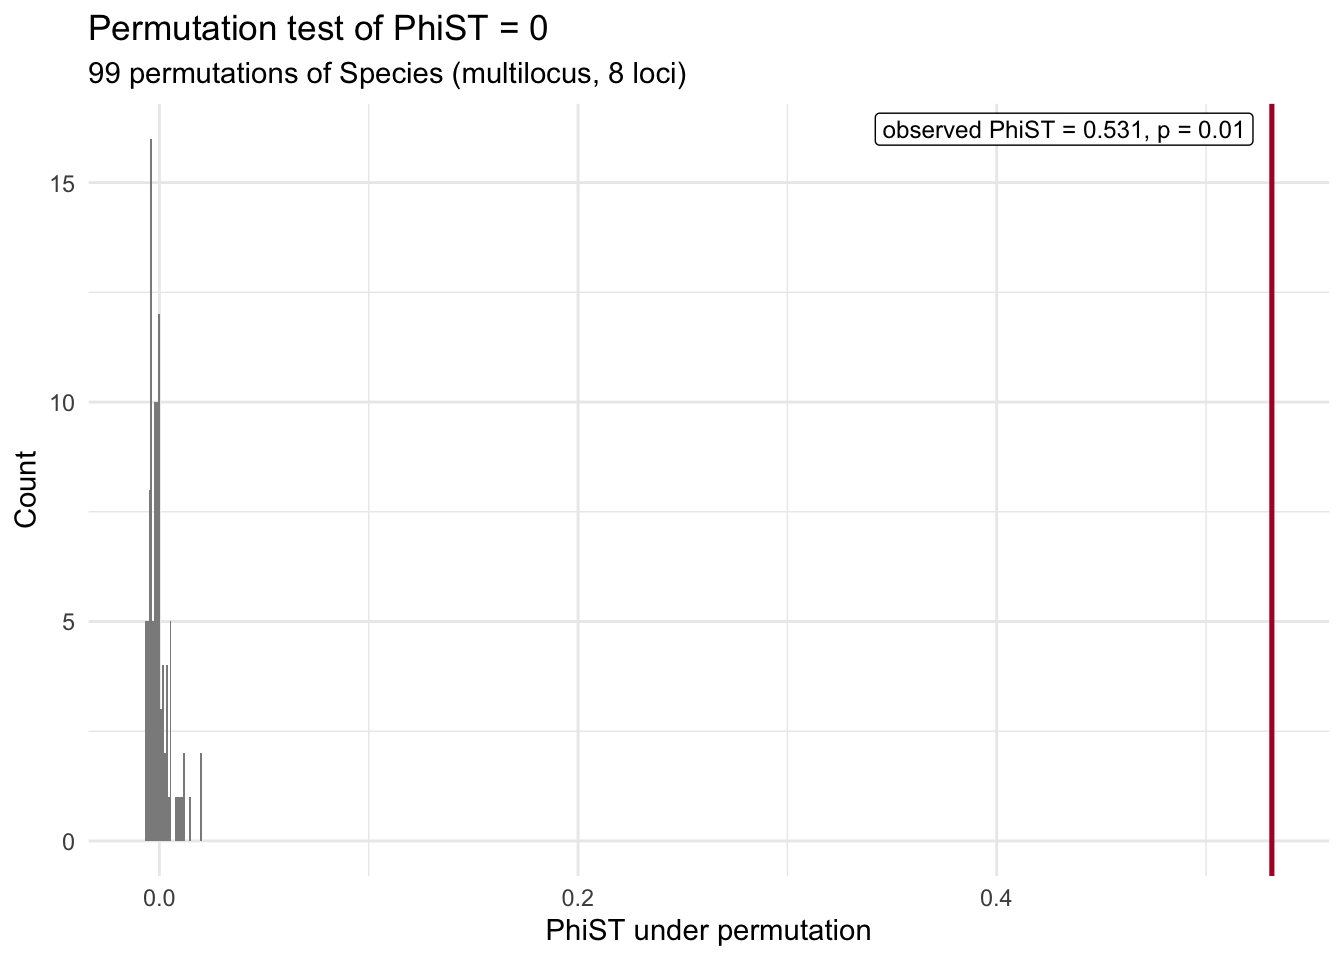 Permutation test of PhiST = 0
99 permutations of Species (multilocus, 8 loci)
observed PhiST = 0.531, p = 0.01
15
10
5
0
Count
0.0
0.2
0.4
PhiST under permutation